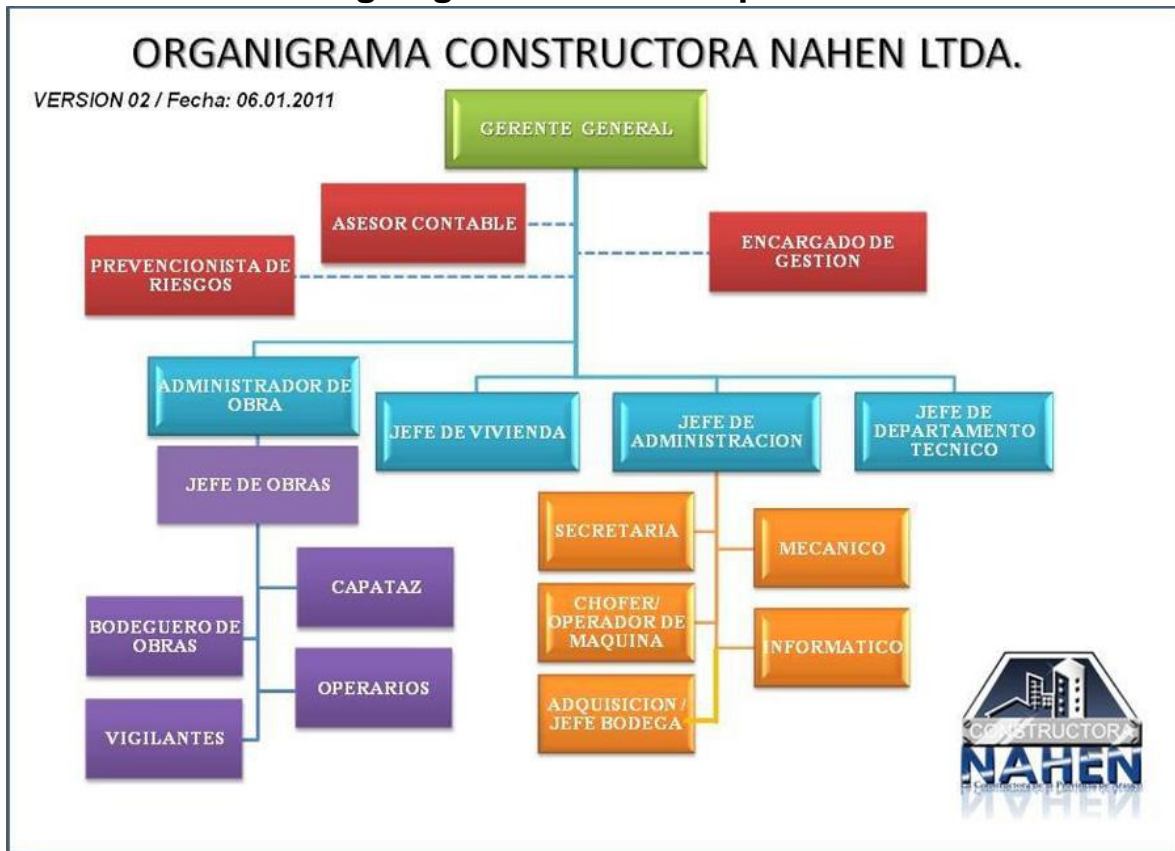 ORGANIGRAMA CONSTRUCTORA NAHEN LTDA.
VERSION 02 / Fecha: 06.01.2011
GERENTE GENERAL
ASESOR CONTABLE
ENCARGADO DE
GESTION
PREVENCIONISTA DE
RIESGOS
ADMINISTRADOR DE
OBRA
JEFE DE VIVIENDA
JEFE DE
ADMINISTRACION
JEFE DE
DEPARTAMENTO
TECNICO
JEFE DE OBRAS
CAPATAZ
BODEGUERO DE
OBRAS
OPERARIOS
VIGILANTES
SECRETARIA
MECANICO
CHOFER/
OPERADOR DE
MAQUINA
INFORMATICO
ADQUISICION /
JEFE BODEGA
CONSTRUCTORA
NAHEN